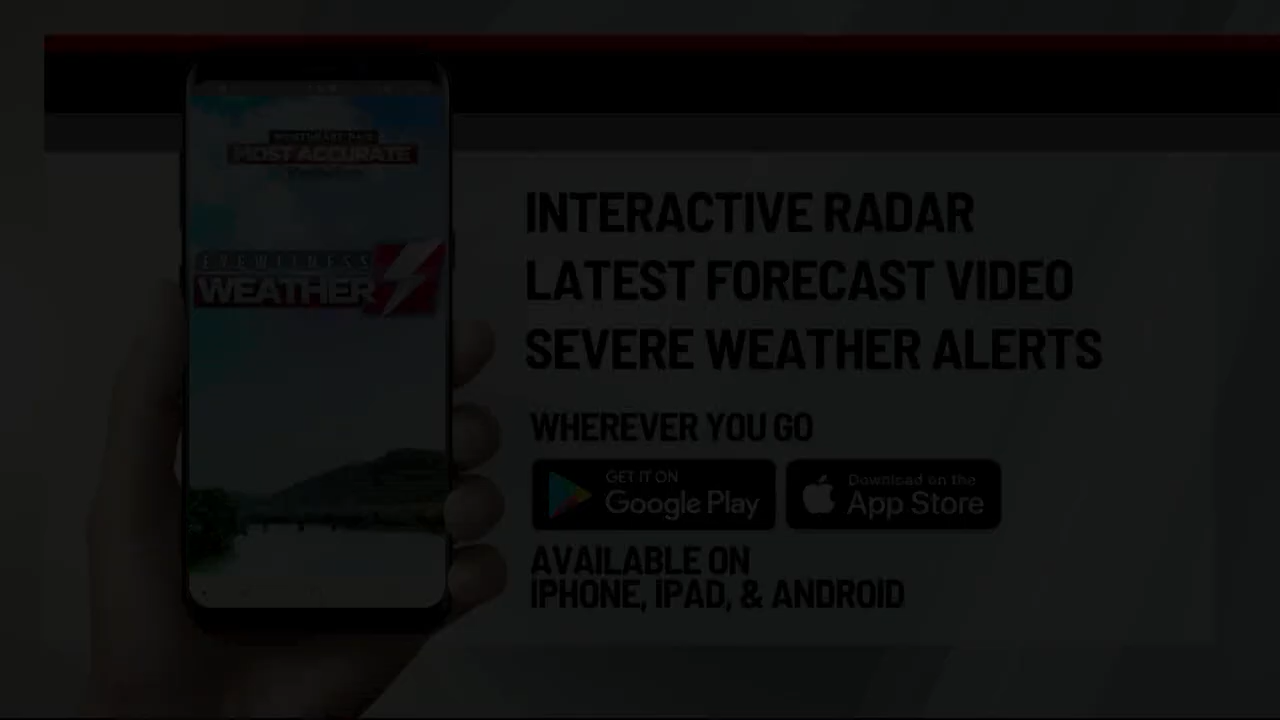 MOST ACCURATE
EYEWITNESS
WEATHER
INTERACTIVE RADAR
LATEST FORECAST VIDEO
SEVERE WEATHER ALERTS
WHEREVER YOU GO
GET IT ON
Google Play
Download on the
App Store
AVAILABLE ON
IPHONE, IPAD, & ANDROID